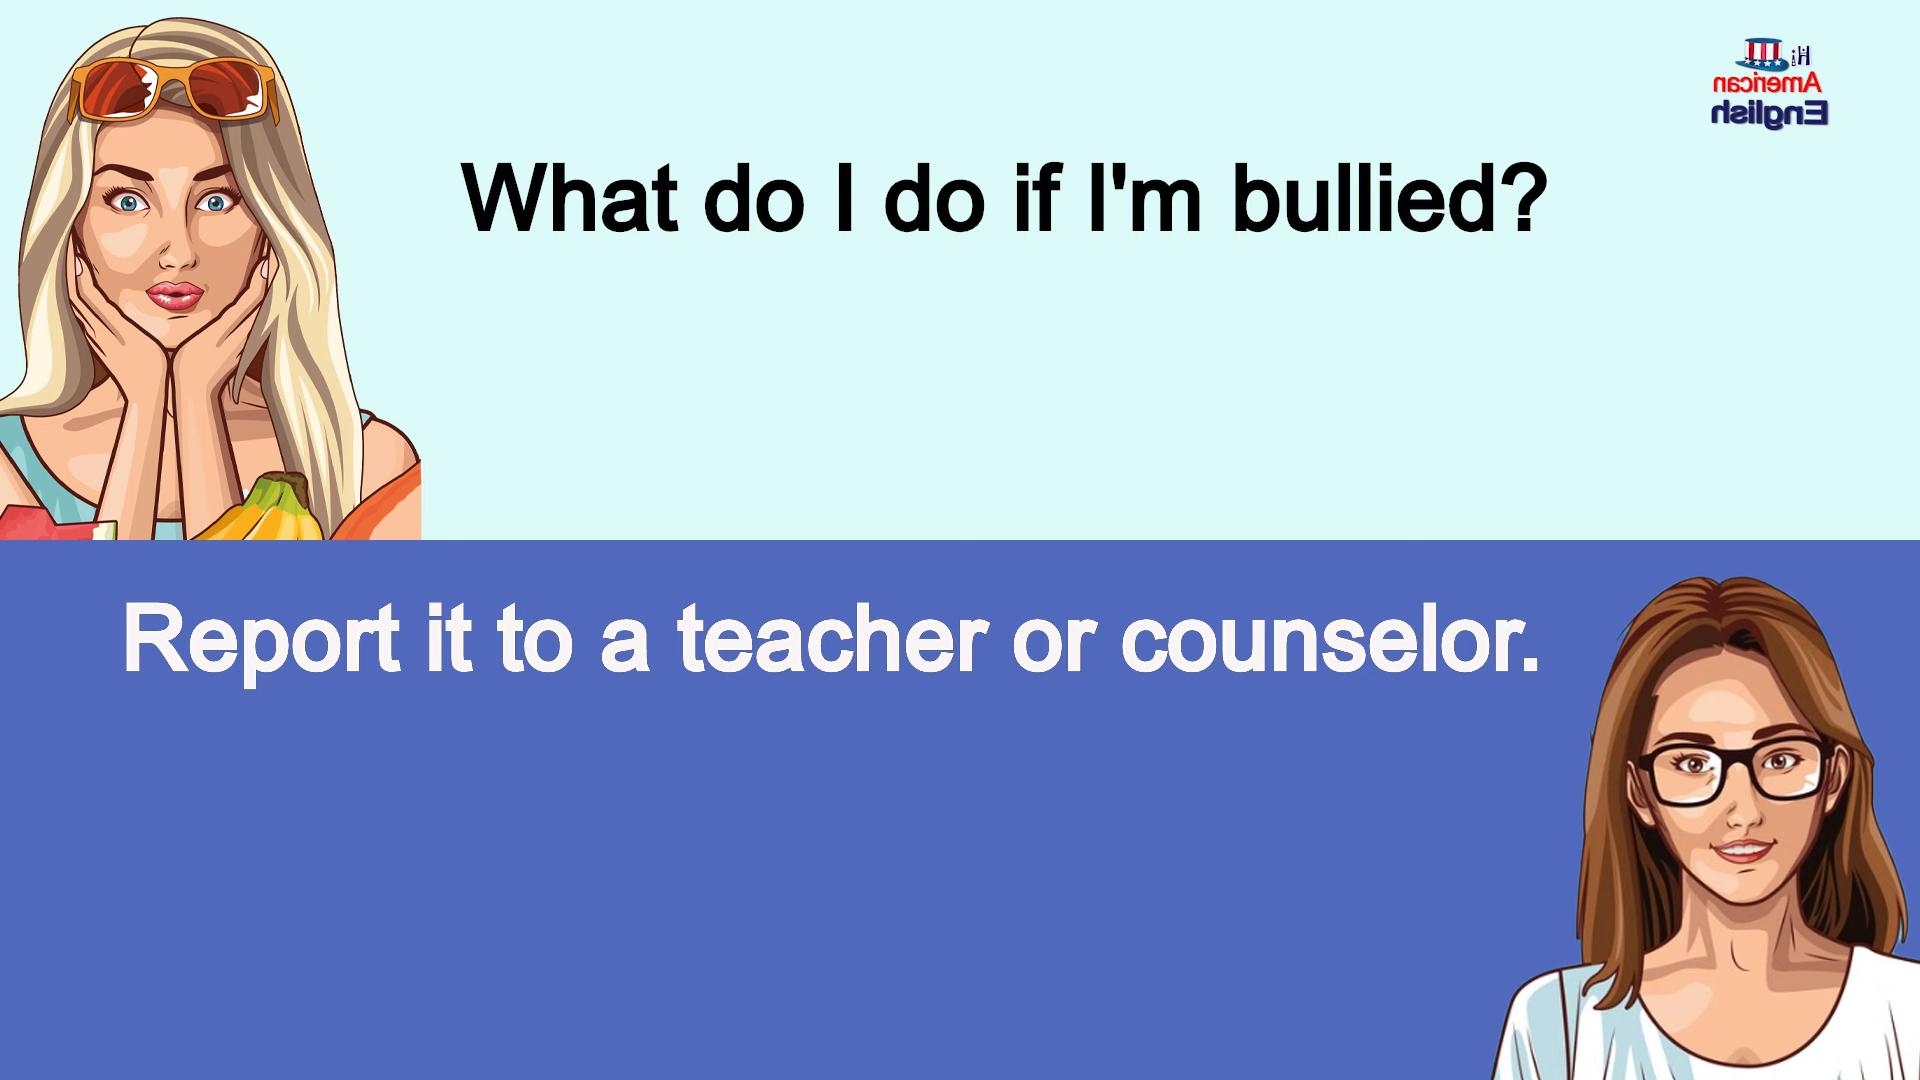 Hi
American
English
What do I do if I'm bullied?
Report it to a teacher or counselor.